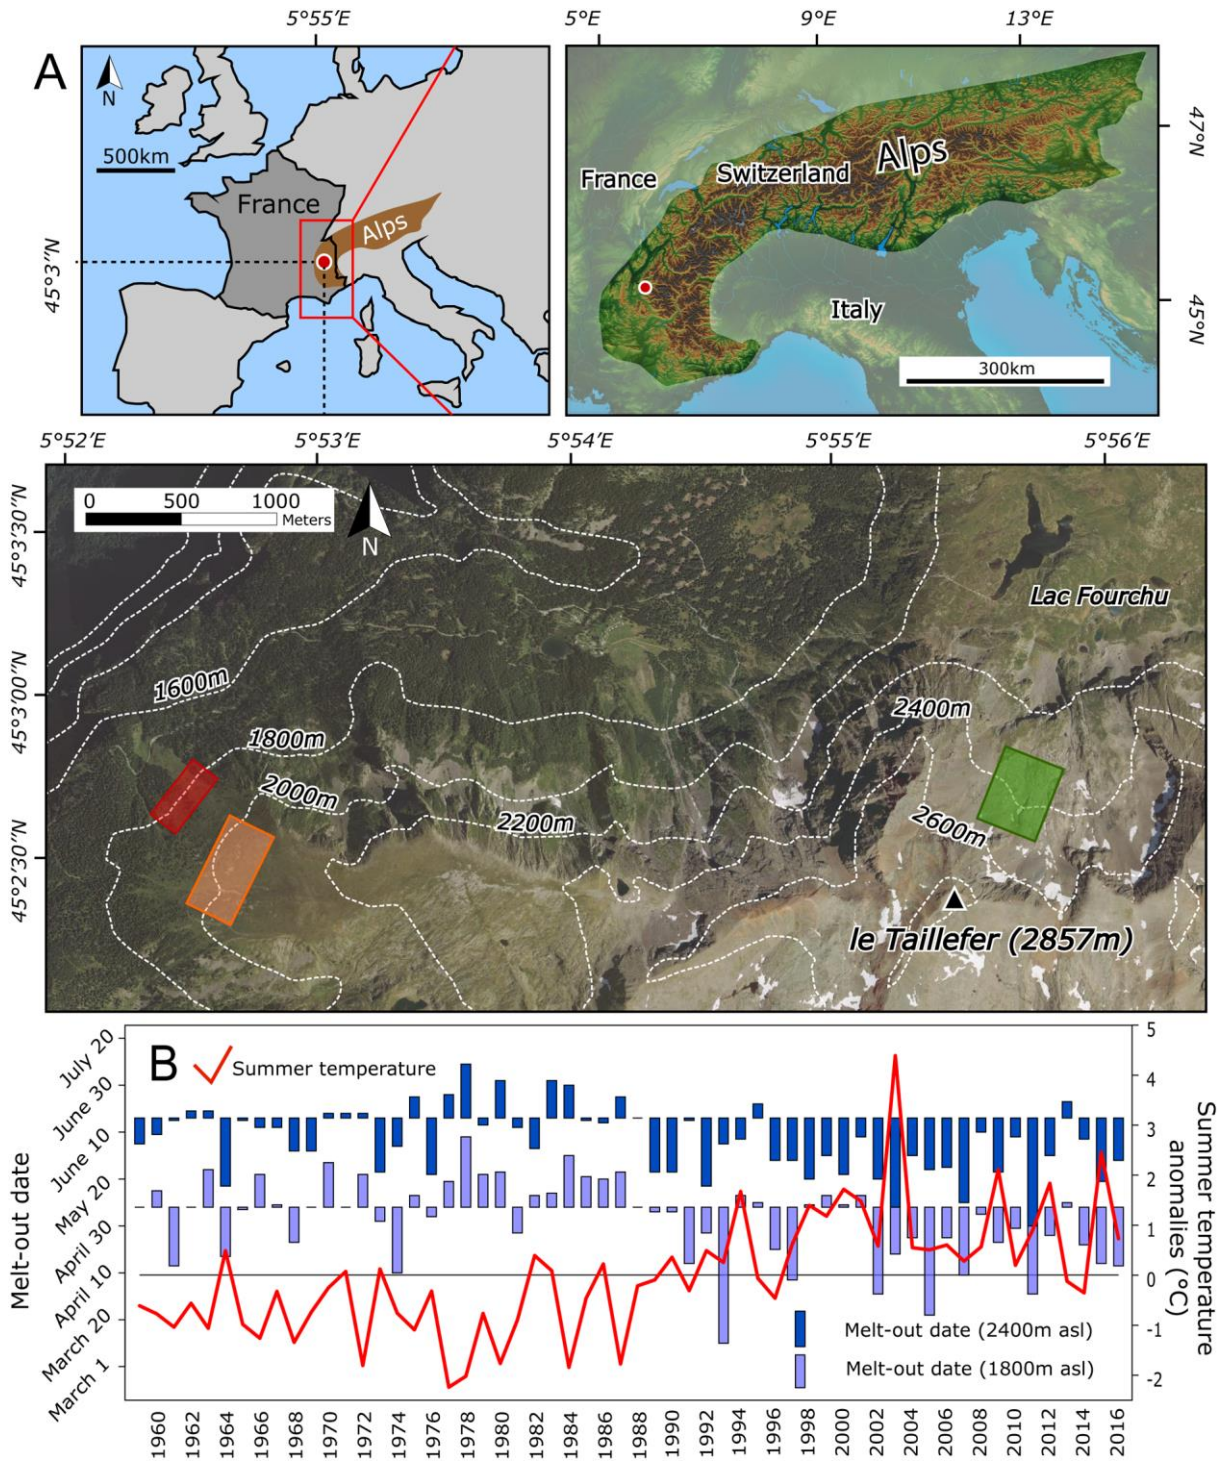 5°55'E
5°E
9°E
13°E
A
N
500km
France
Alps
45°3''N
France
Switzerland
Alps
Italy
300km
47°N
45°N
5°52'E
5°53'E
5°54'E
5°55'E
5°56'E
0 500 1000
Meters
N
45°3'30''N
45°3'00''N
45°2'30''N
Lac Fourchu
1600m
1800m
2000m
2200m
2400m
2600m
le Taillefer (2857m)
B
Summer temperature
Melt-out date
July 20
June 30
June 10
June 10
May 20
April 30
April 10
April 10
March 20
March 1
5
4
3
2
1
0
-1
-2
Summer temperature
anomalies (°C)
Melt-out date (2400m asl)
Melt-out date (1800m asl)
1960 1962 1964 1966 1968 1970 1972 1974 1976 1978 1980 1982 1984 1986 1988 1990 1992 1994 1996 1998 2000 2002 2004 2006 2008 2010 2012 2014 2016